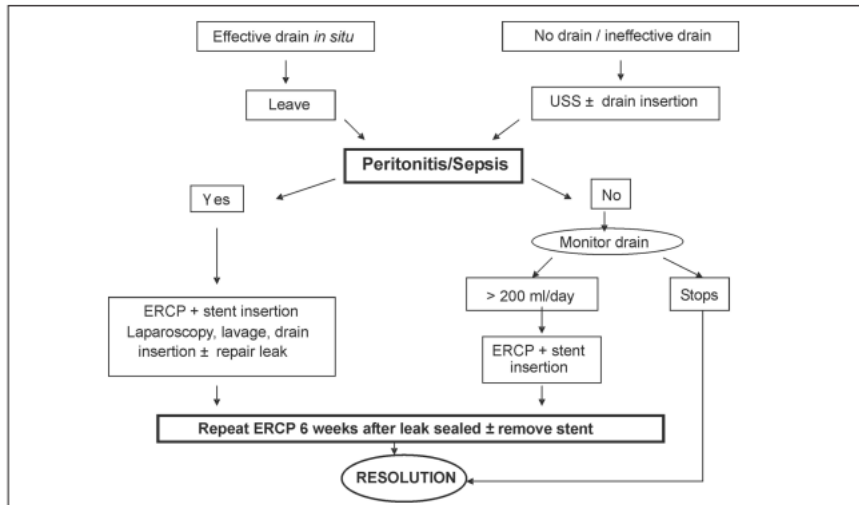 Effective drain in situ
No drain / ineffective drain
Leave
USS ± drain insertion
Peritonitis/Sepsis
Yes
No
Monitor drain
> 200 ml/day
Stops
ERCP + stent insertion
Laparoscopy, lavage, drain
insertion ± repair leak
ERCP + stent
insertion
Repeat ERCP 6 weeks after leak sealed ± remove stent
RESOLUTION